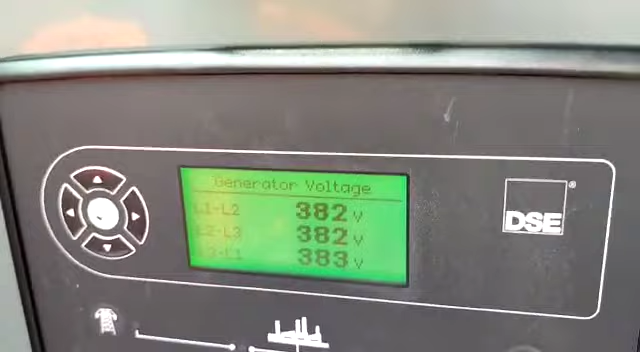 Generator Voltage
L1-L2 382 V
L2-L3 382 V
L3-L1 383 V
DSE®